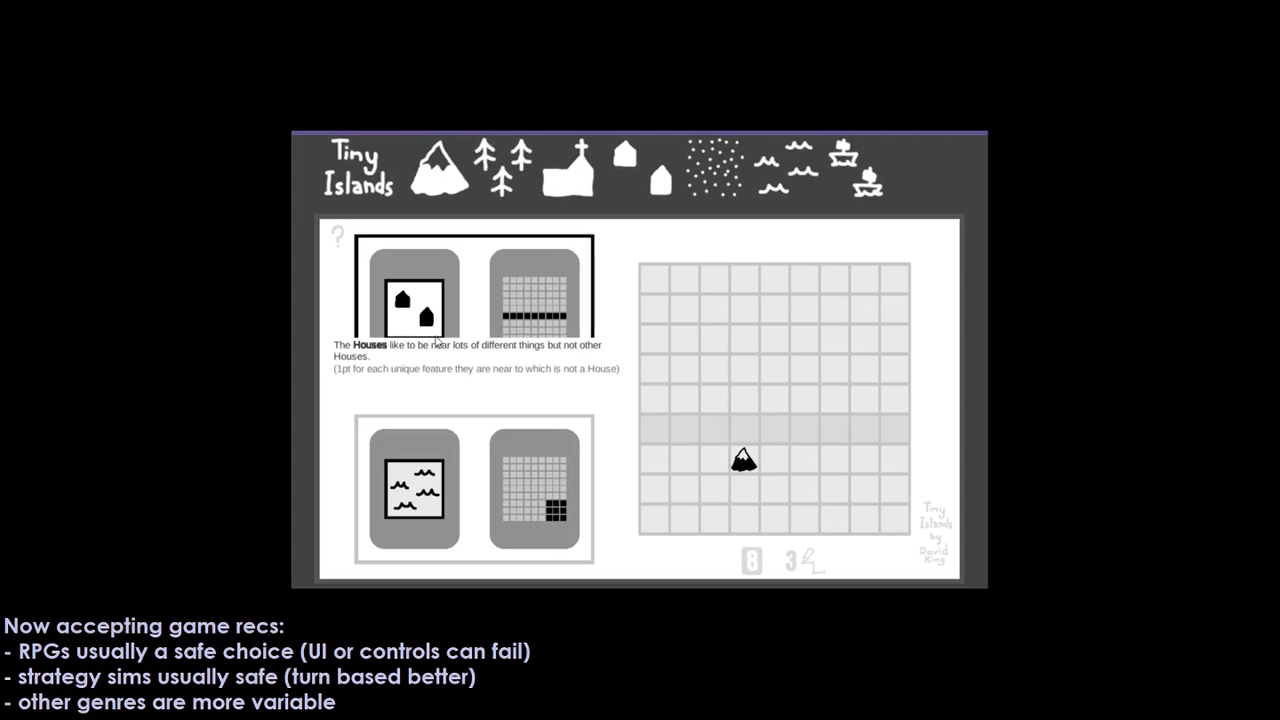 Tiny
Islands
?
The Houses like to be near lots of different things but not other
Houses.
(1pt for each unique feature they are near to which is not a House)
8 3
Tiny
Islands
by
David
King
Now accepting game recs:
- RPGs usually a safe choice (UI or controls can fail)
- strategy sims usually safe (turn based better)
- other genres are more variable